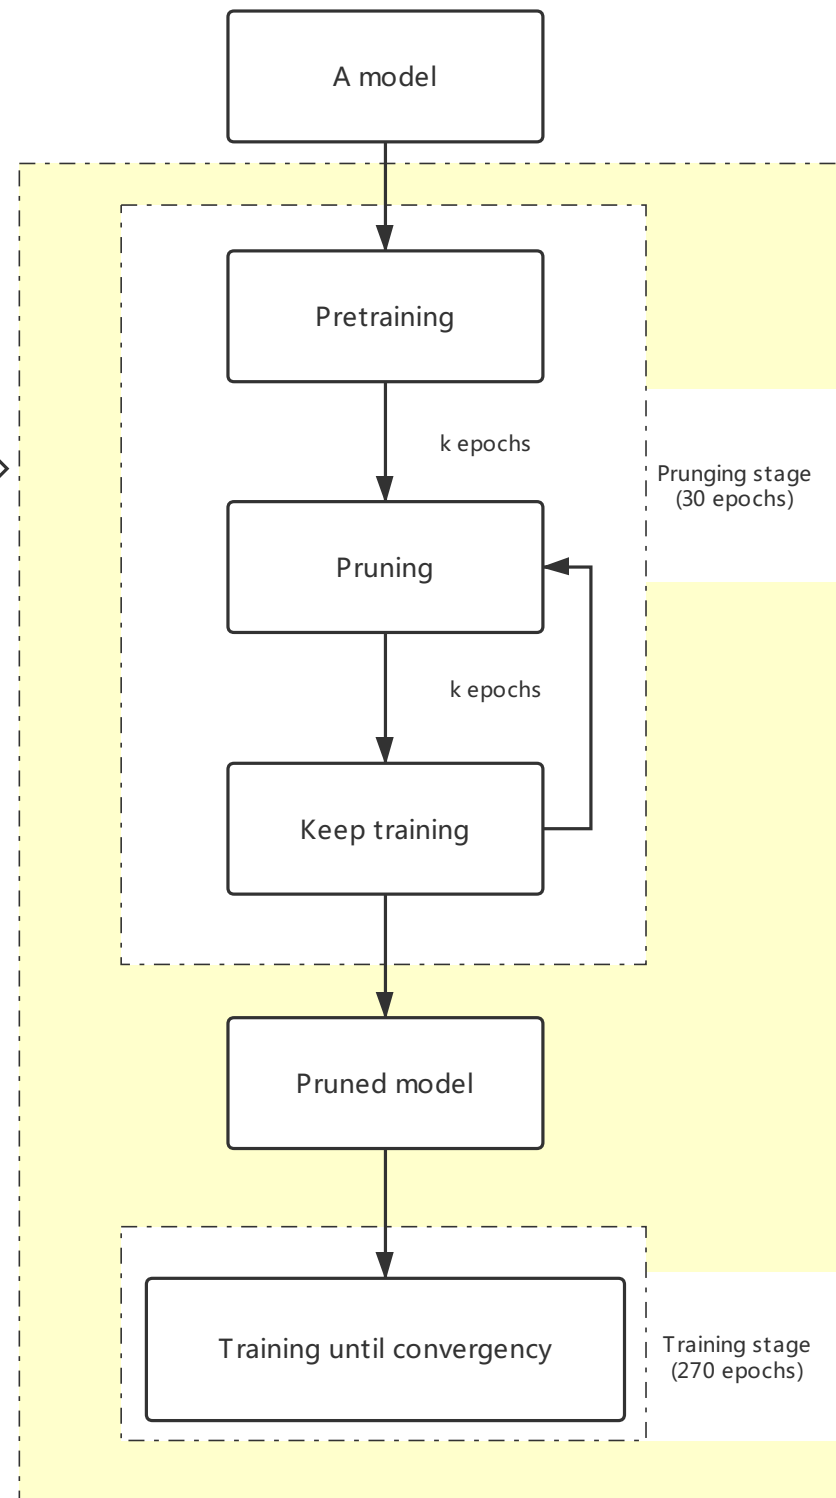 A model
Pretraining
k epochs
Prunging stage
(30 epochs)
Pruning
k epochs
Keep training
Pruned model
Training until convergency
Training stage
(270 epochs)